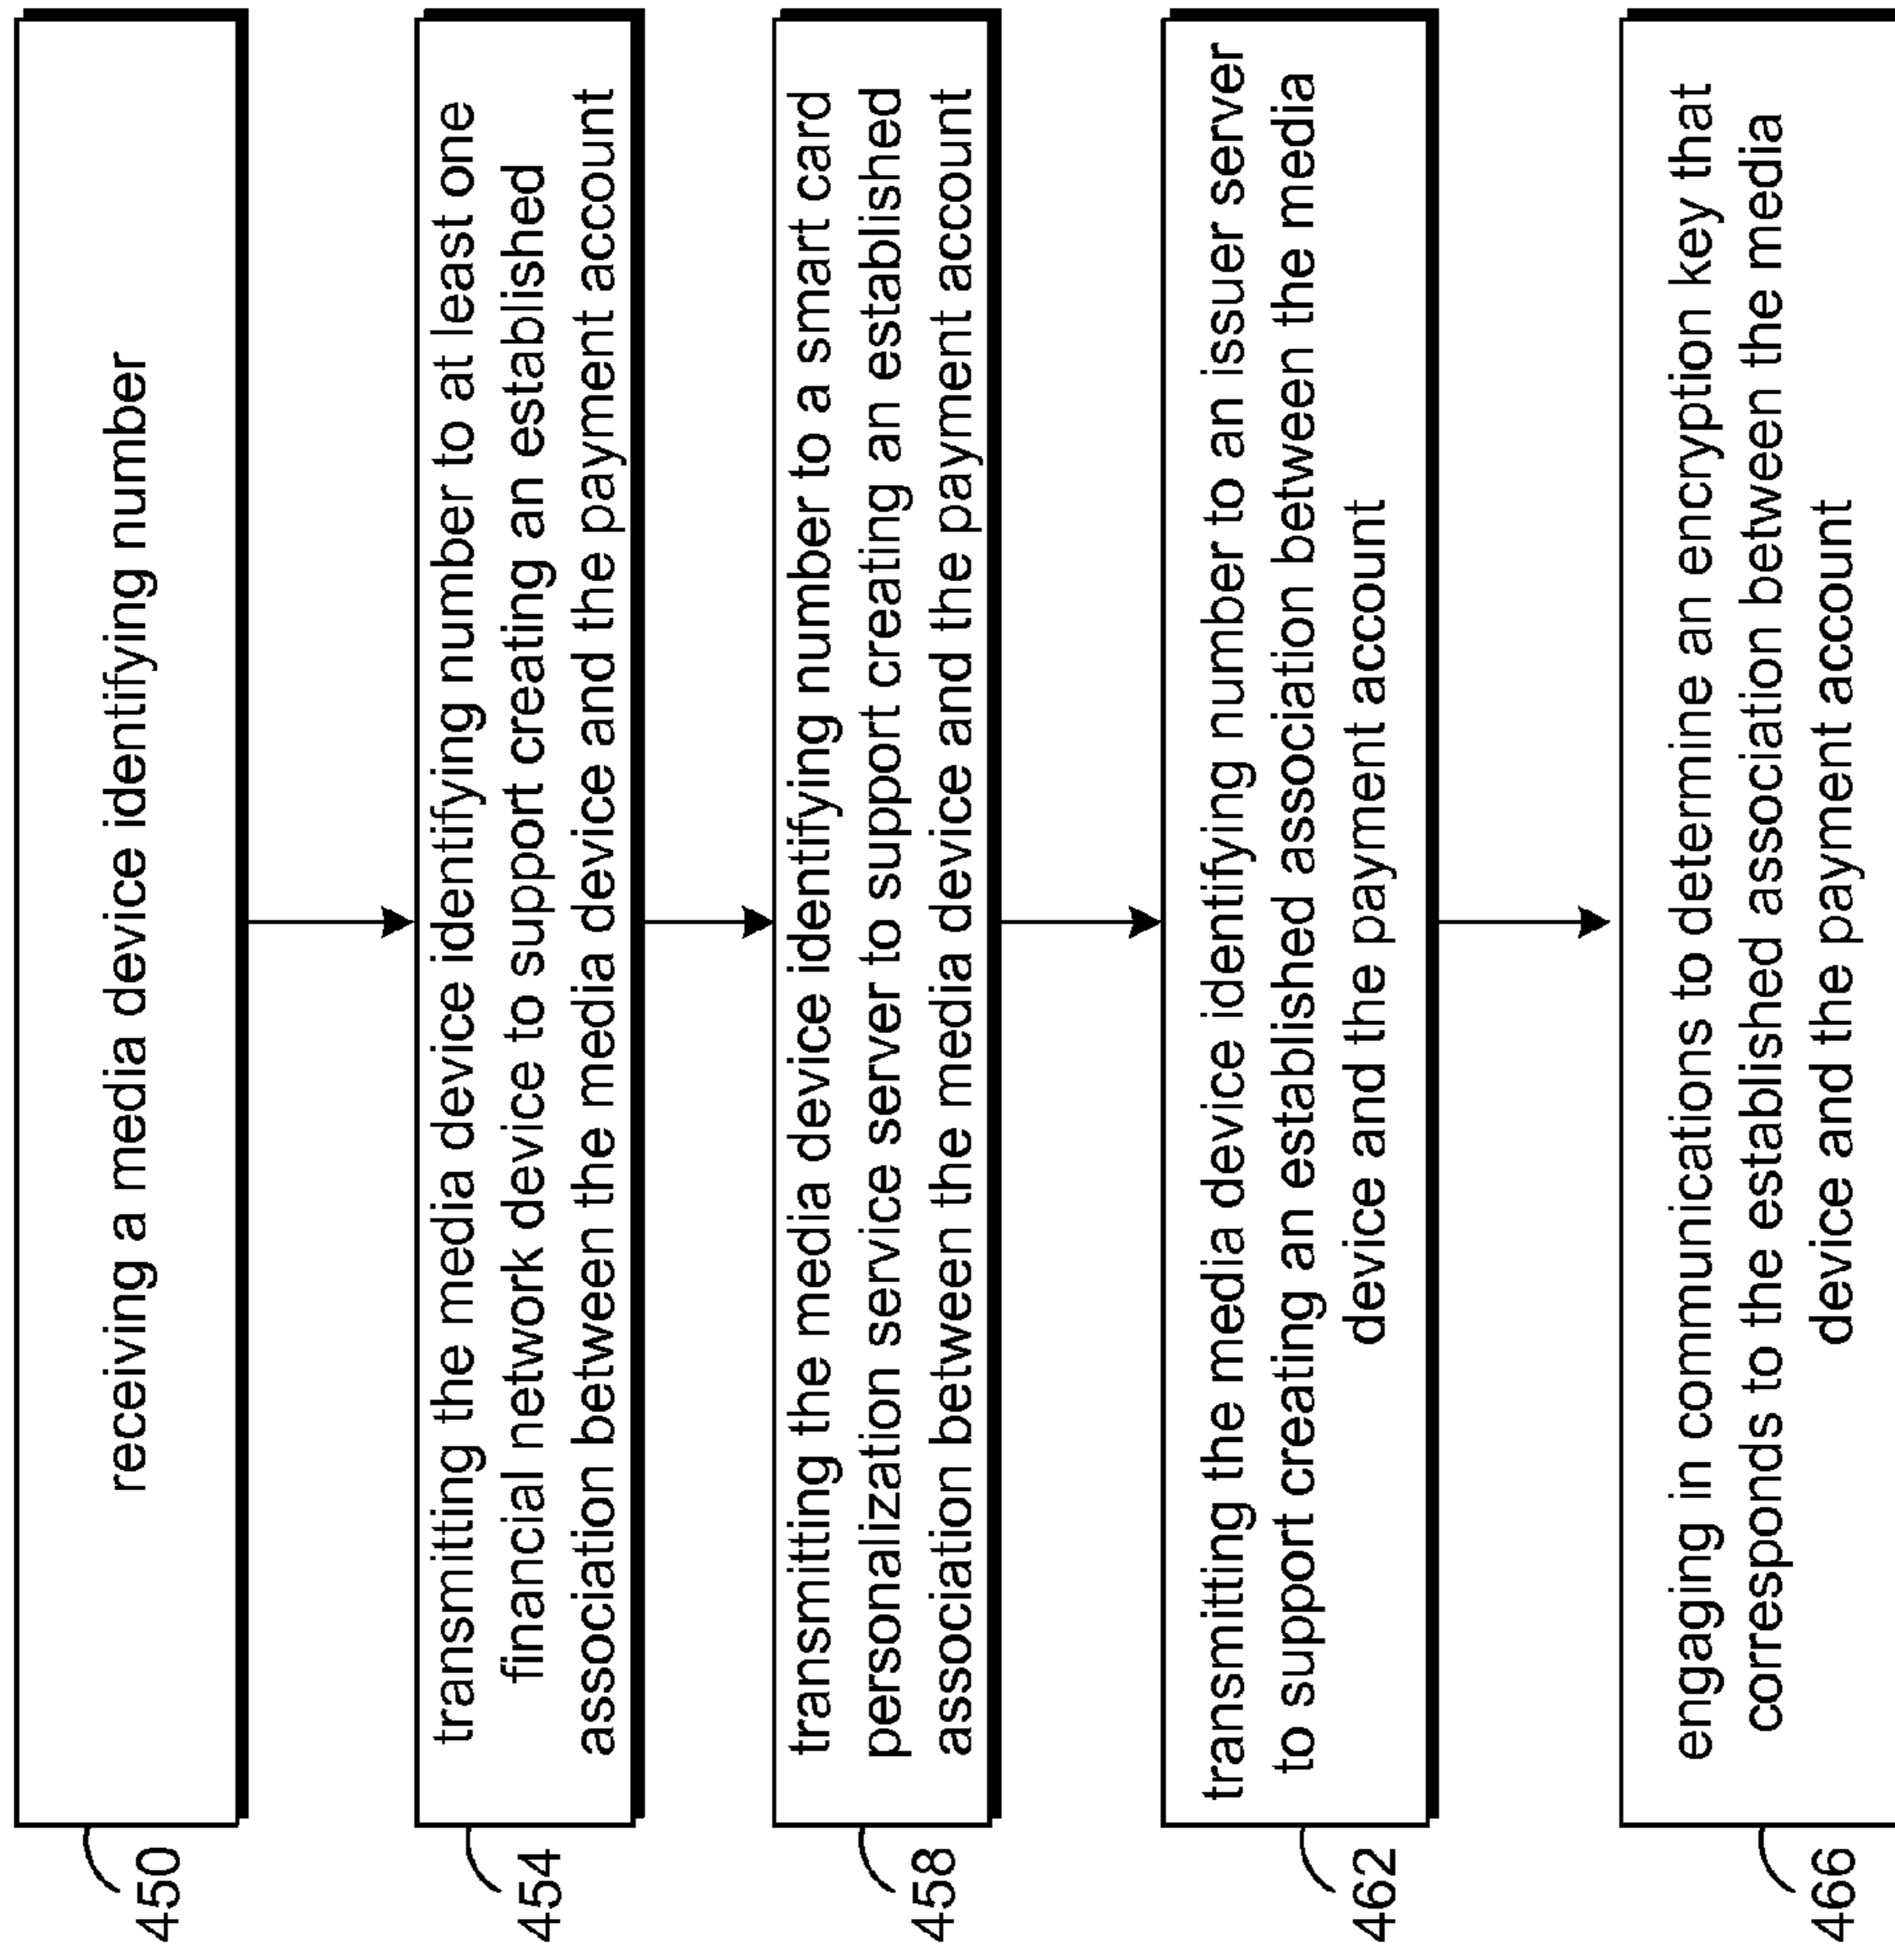 450
receiving a media device identifying number
454
transmitting the media device identifying number to at least one
financial network device to support creating an established
association between the media device and the payment account
458
transmitting the media device identifying number to a smart card
personalization service server to support creating an established
association between the media device and the payment account
462
transmitting the media device identifying number to an issuer server
to support creating an established association between the media
device and the payment account
466
engaging in communications to determine an encryption key that
corresponds to the established association between the media
device and the payment account